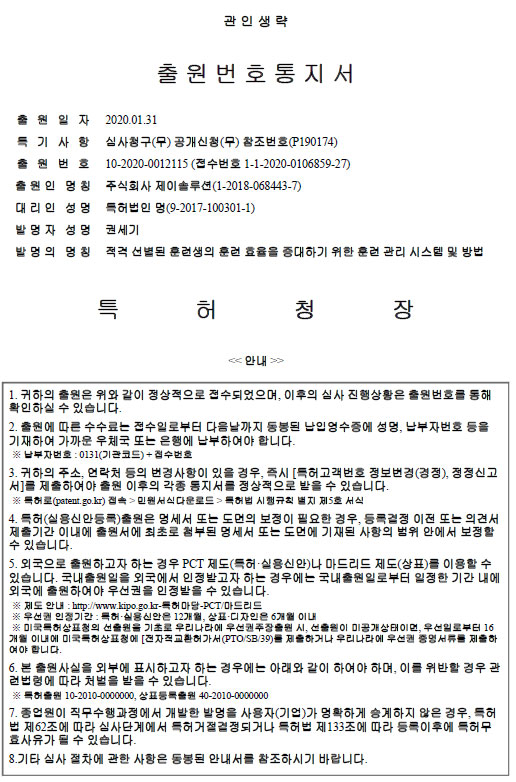 관 인 생 략
출 원 번 호 통 지 서
출 원 일 자 2020.01.31
특 기 사 항 심사청구(무) 공개신청(무) 참조번호(P190174)
출 원 번 호 10-2020-0012115 (접수번호 1-1-2020-0106859-27)
출 원 인 명 칭 주식회사 제이솔루션(1-2018-068443-7)
대 리 인 성 명 특허법인 명(9-2017-100301-1)
발 명 자 성 명 권세기
발 명 의 명 칭 적격 선별된 훈련생의 훈련 효율을 증대하기 위한 훈련 관리 시스템 및 방법
특 허 청 장
<< 안내 >>
1. 귀하의 출원은 위와 같이 정상적으로 접수되었으며, 이후의 심사 진행상황은 출원번호를 통해
확인하실 수 있습니다.
2. 출원에 따른 수수료는 접수일로부터 다음날까지 동봉된 납입영수증에 성명, 납부자번호 등을
기재하여 가까운 우체국 또는 은행에 납부하여야 합니다.
※ 납부자번호 : 0131(기관코드) + 접수번호
3. 귀하의 주소, 연락처 등의 변경사항이 있을 경우, 즉시 [특허고객번호 정보변경(경정), 정정신고
서]를 제출하여야 출원 이후의 각종 통지서를 정상적으로 받을 수 있습니다.
※ 특허로(patent.go.kr) 접속 > 민원서식다운로드 > 특허법 시행규칙 별지 제5호 서식
4. 특허(실용신안등록)출원은 명세서 또는 도면의 보정이 필요한 경우, 등록결정 이전 또는 의견서
제출기간 이내에 출원서에 최초로 첨부된 명세서 또는 도면에 기재된 사항의 범위 안에서 보정할
수 있습니다.
5. 외국으로 출원하고자 하는 경우 PCT 제도(특허·실용신안)나 마드리드 제도(상표)를 이용할 수
있습니다. 국내출원일을 외국에서 인정받고자 하는 경우에는 국내출원일로부터 일정한 기간 내에
외국에 출원하여야 우선권을 인정받을 수 있습니다.
※ 제도 안내 : http://www.kipo.go.kr-특허마당-PCT/마드리드
※ 우선권 인정기간 : 특허·실용신안은 12개월, 상표·디자인은 6개월 이내
※ 미국특허상표청의 선출원을 기초로 우리나라에 우선권주장출원 시, 선출원이 미공개상태이면, 우선일로부터 16
개월 이내에 미국특허상표청에 [전자적교환허가서(PTO/SB/39)를 제출하거나 우리나라에 우선권 증명서류를 제출하
여야 합니다.
6. 본 출원사실을 외부에 표시하고자 하는 경우에는 아래와 같이 하여야 하며, 이를 위반할 경우 관
련법령에 따라 처벌을 받을 수 있습니다.
※ 특허출원 10-2010-0000000, 상표등록출원 40-2010-0000000
7. 종업원이 직무수행과정에서 개발한 발명을 사용자(기업)가 명확하게 승계하지 않은 경우, 특허
법 제62조에 따라 심사단계에서 특허거절결정되거나 특허법 제133조에 따라 등록이후에 특허무
효사유가 될 수 있습니다.
8.기타 심사 절차에 관한 사항은 동봉된 안내서를 참조하시기 바랍니다.